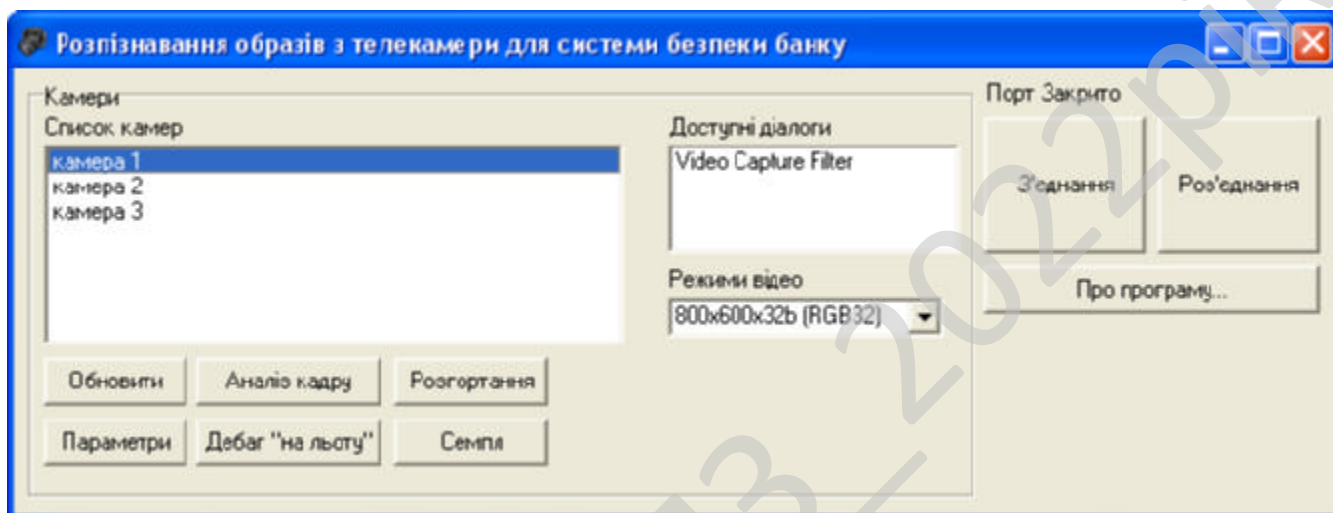 Розпізнавання образів з телекамери для системи безпеки банку
Камери
Список камер
камера 1
камера 2
камера 3
Доступні діалоги
Video Capture Filter
Режими відео
800x600x32b (RGB32)
Обновити
Аналіз кадру
Розгортання
Параметри
Дебаг "на льоту"
Семпл
Порт Закрито
З'єднання
Роз'єднання
Про програму...